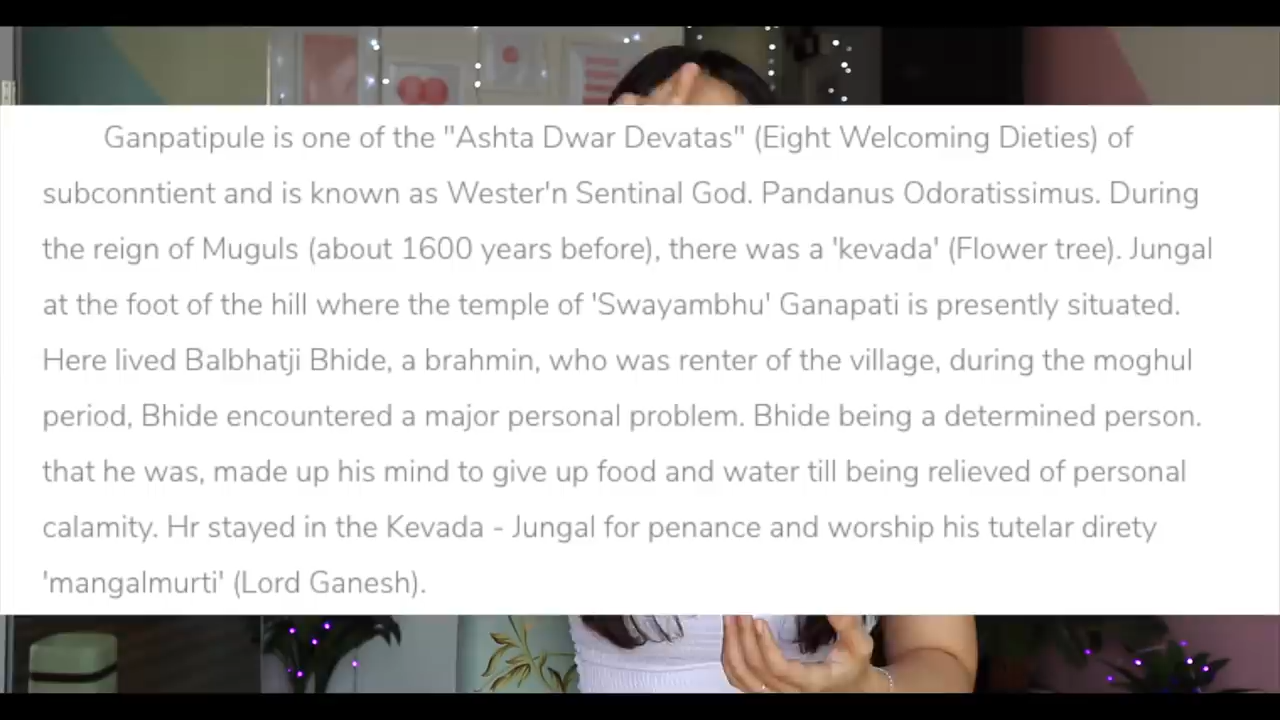 Ganpatipule is one of the "Ashta Dwar Devatas" (Eight Welcoming Dieties) of
subconntient and is known as Wester'n Sentinal God. Pandanus Odoratissimus. During
the reign of Muguls (about 1600 years before), there was a 'kevada' (Flower tree). Jungal
at the foot of the hill where the temple of 'Swayambhu' Ganapati is presently situated.
Here lived Balbhatji Bhide, a brahmin, who was renter of the village, during the moghul
period, Bhide encountered a major personal problem. Bhide being a determined person.
that he was, made up his mind to give up food and water till being relieved of personal
calamity. Hr stayed in the Kevada - Jungal for penance and worship his tutelar direty
'mangalmurti' (Lord Ganesh).